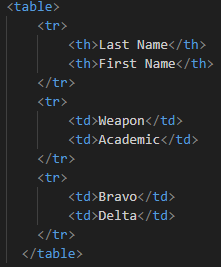 <table>
<tr>
<th>Last Name</th>
<th>First Name</th>
</tr>
<tr>
<td>Weapon</td>
<td>Academic</td>
</tr>
<tr>
<td>Bravo</td>
<td>Delta</td>
</tr>
</table>